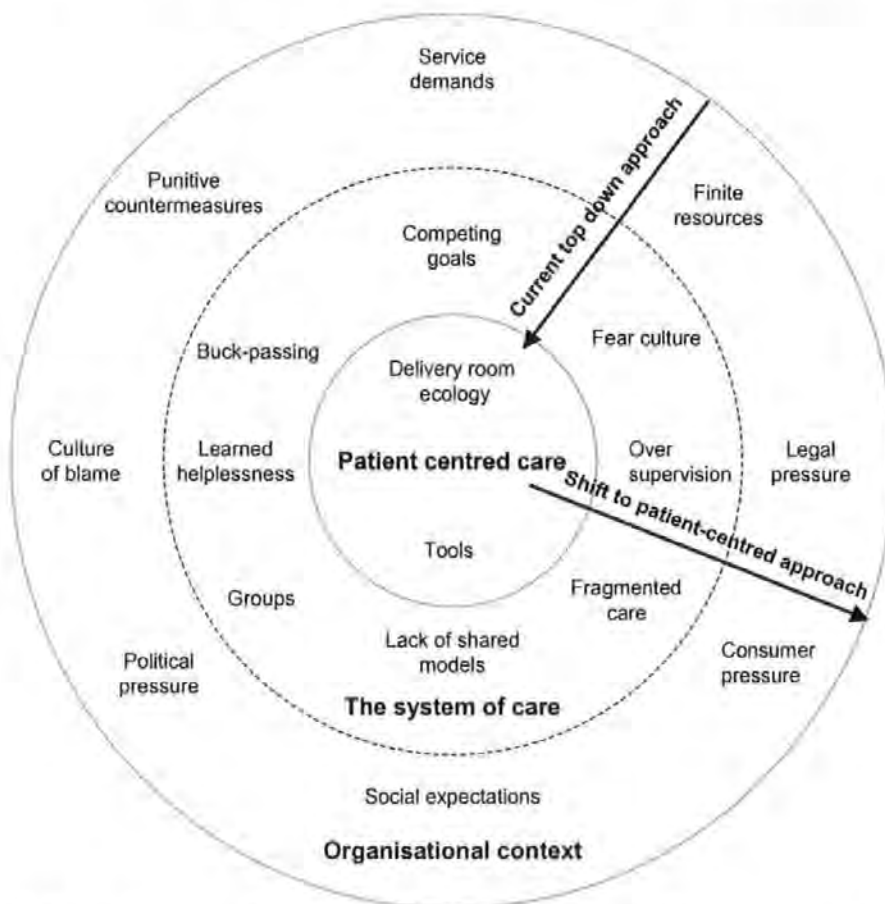 Service
demands
Punitive
countermeasures
Current top down approach
Finite
resources
Competing
goals
Buck-passing
Fear culture
Delivery room
ecology
Culture
of blame
Learned
helplessness
Patient centred care
Over
supervision
Legal
pressure
Shift to patient-centred approach
Tools
Groups
Fragmented
care
Lack of shared
models
Political
pressure
Consumer
pressure
The system of care
Social expectations
Organisational context